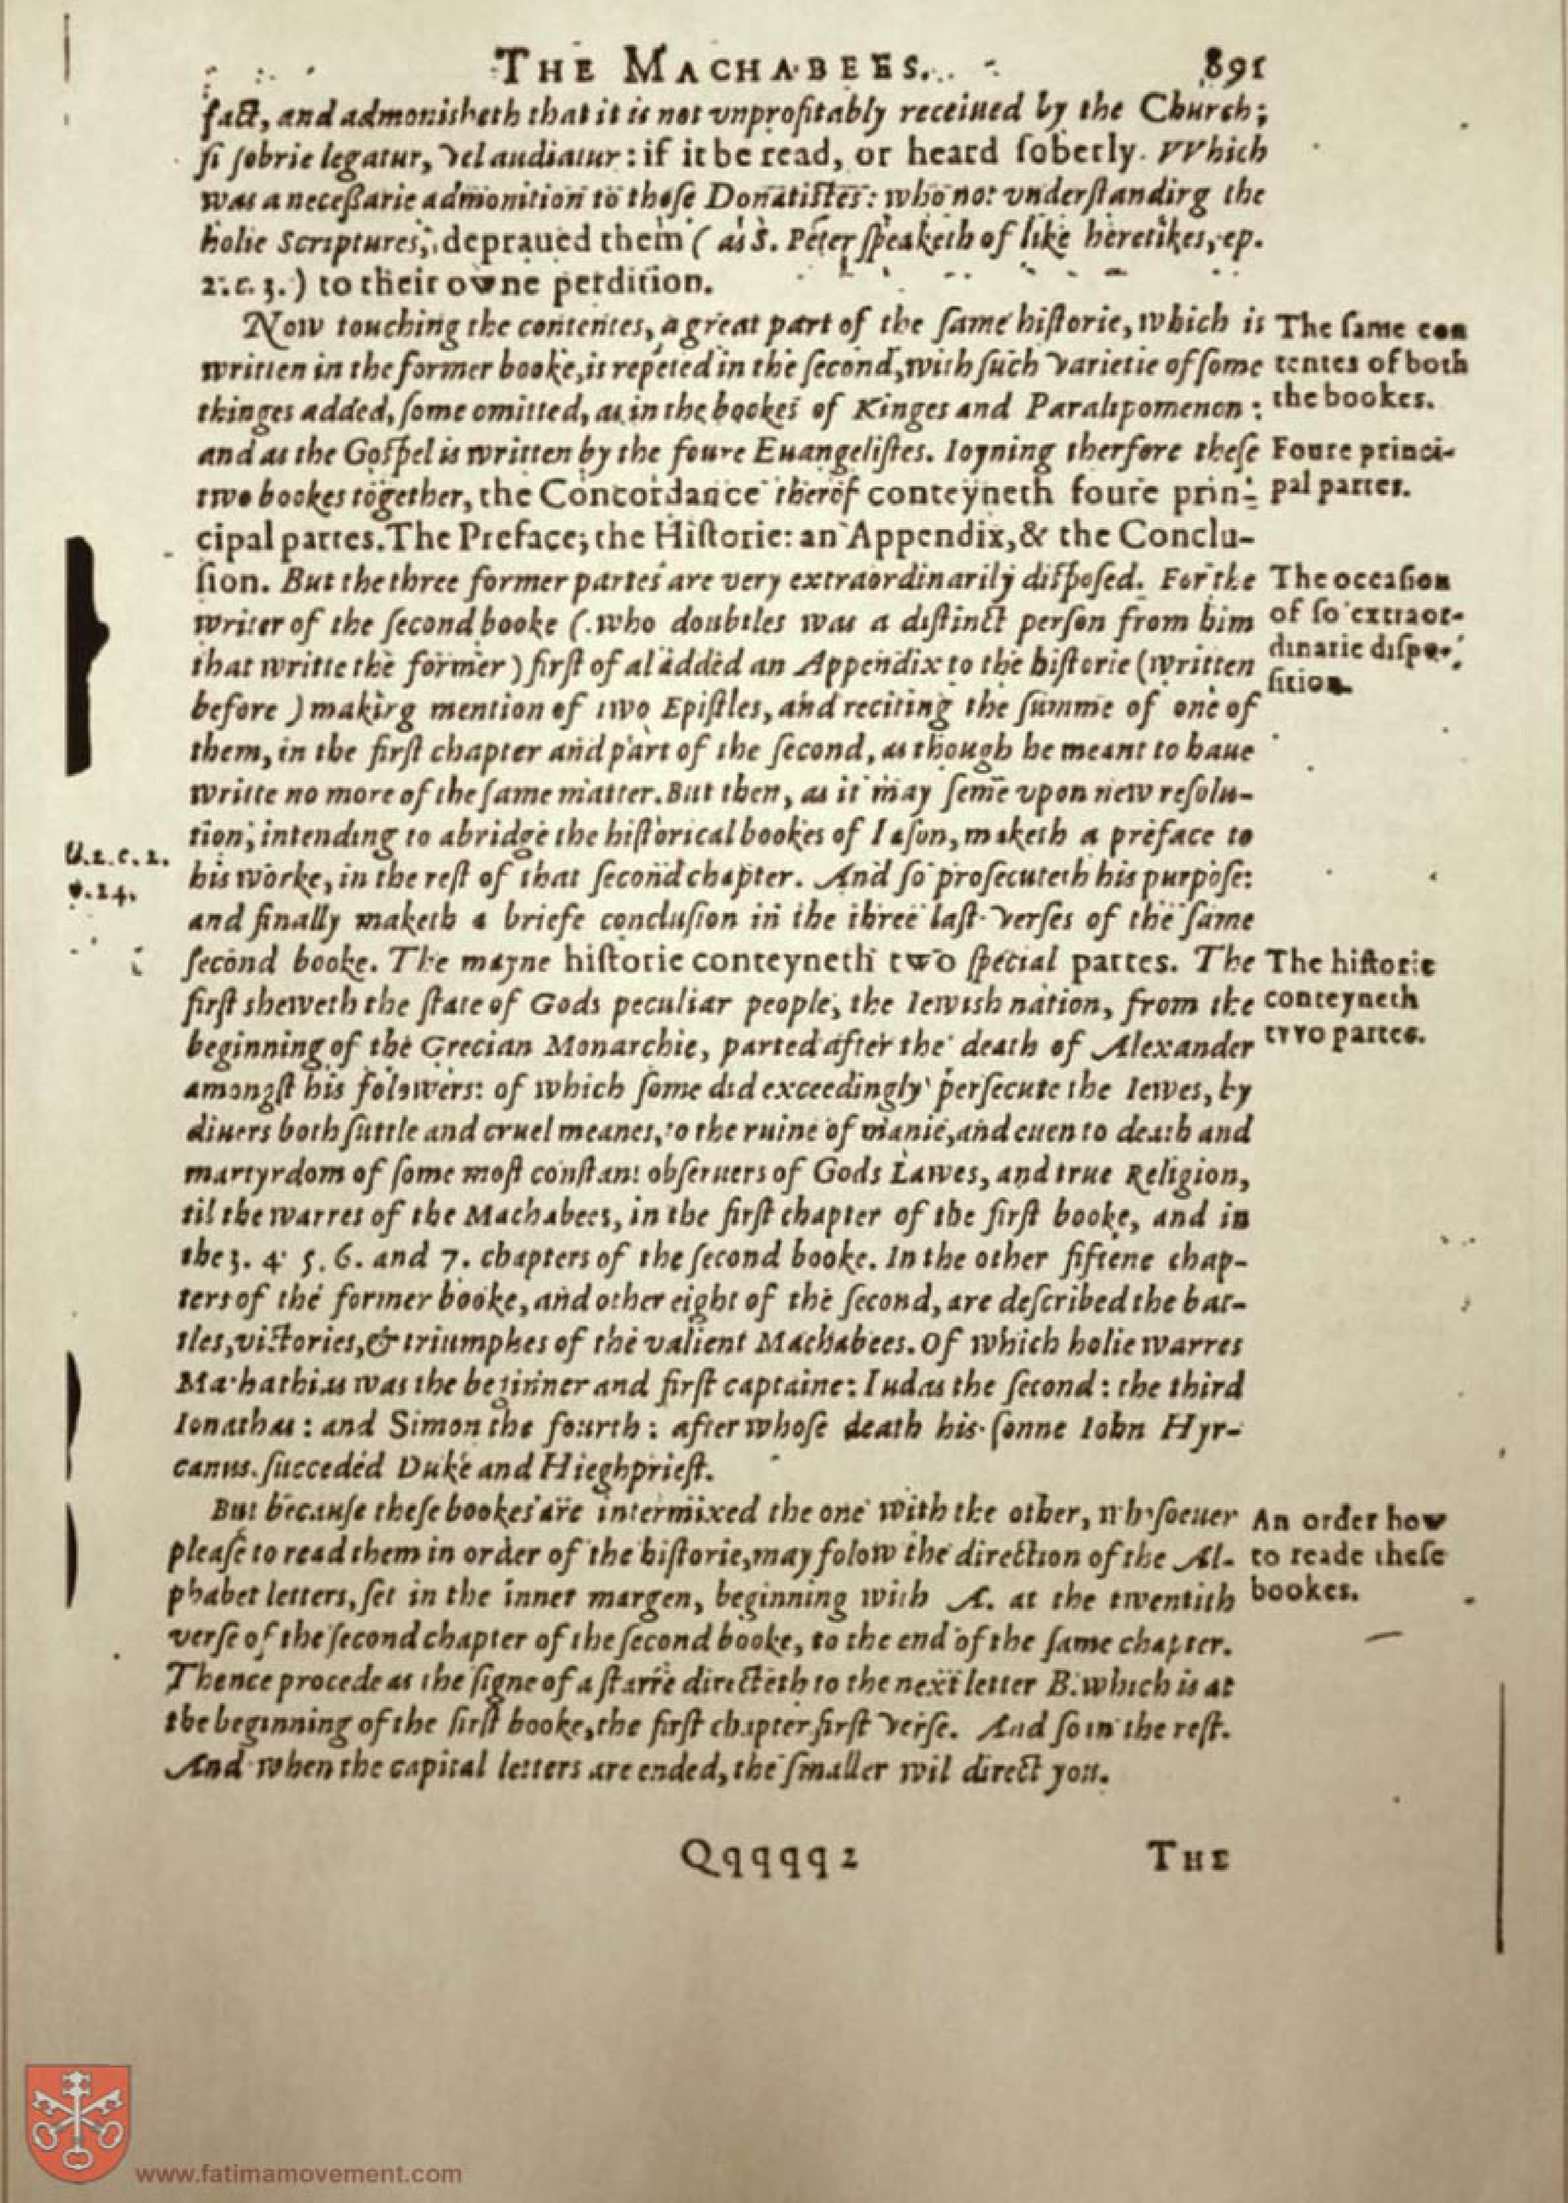 THE MACHABEES. 891
fact, and admonisheth that it is not vnprofitably receiued by the Church;
si sobrie legatur, vel audiatur: if it be read, or heard soberly. VVhich
was a necessarie admonition to those Donatistes: who not vnderstanding the
holie Scriptures, depraued them (as S. Peter speaketh of like heretikes, ep.
2. c. 3.) to their owne perdition.
Now touching the contentes, a great part of the same historie, which is
written in the former booke, is repeted in the second, with such varietie of some
thinges added, some omitted, as in the bookes of Kinges and Paralipomenon:
and as the Gospel is written by the foure Euangelistes. Ioyning therfore these
two bookes together, the Concordance therof conteyneth foure prin-
cipal partes. The Preface; the Historie: an Appendix, & the Conclu-
sion. But the three former partes are very extraordinarily disposed. For the
writer of the second booke (who doubtles was a distinct person from him
that writte the former) first of al added an Appendix to the historie (written
before) making mention of two Epistles, and reciting the summe of one of
them, in the first chapter and part of the second, as though he meant to haue
writte no more of the same matter. But then, as it may seme vpon new resolu-
tion, intending to abridge the historical bookes of Iason, maketh a preface to
his worke, in the rest of that second chapter. And so prosecuteth his purpose:
and finally maketh a briefe conclusion in the three last verses of the same
second booke. The mayne historie conteyneth two special partes. The
first sheweth the state of Gods peculiar people, the Iewish nation, from the
beginning of the Grecian Monarchie, parted after the death of Alexander
amongst his folowers: of which some did exceedingly persecute the Iewes, by
diuers both suttle and cruel meanes, to the ruine of manie, and euen to death and
martyrdom of some most constant obseruers of Gods Lawes, and true Religion,
til the warres of the Machabees, in the first chapter of the first booke, and in
the 3. 4. 5. 6. and 7. chapters of the second booke. In the other fiftene chap-
ters of the former booke, and other eight of the second, are described the bat-
tles, victories, & triumphes of the valient Machabees. Of which holie warres
Mathathias was the beginner and first captaine: Iudas the second: the third
Ionathas: and Simon the fourth: after whose death his sonne Iohn Hyr-
canus succeded Duke and Hieghpriest.
But because these bookes are intermixed the one with the other, whosoeuer
please to read them in order of the historie, may folow the direction of the Al-
phabet letters, set in the inner margen, beginning with A. at the twentith
verse of the second chapter of the second booke, to the end of the same chapter.
Thence procede as the signe of a starre directeth to the next letter B. which is at
the beginning of the first booke, the first chapter first verse. And so in the rest.
And when the capital letters are ended, the smaller wil direct you.
Qqqqq 2 THE
The same con
tentes of both
the bookes.
Foure princi-
pal partes.
The occasion
of so extraor-
dinarie dispo-
sition.
li. 2. c. 2.
v. 24.
The historie
conteyneth
tvvo partes.
An order how
to reade these
bookes.
www.fatimamovement.com